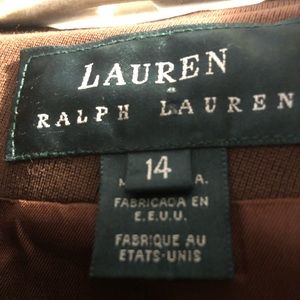 LAUREN
RALPH LAUREN
14
FABRICADA EN
E.E.U.U.
FABRIQUE AU
ETATS-UNIS